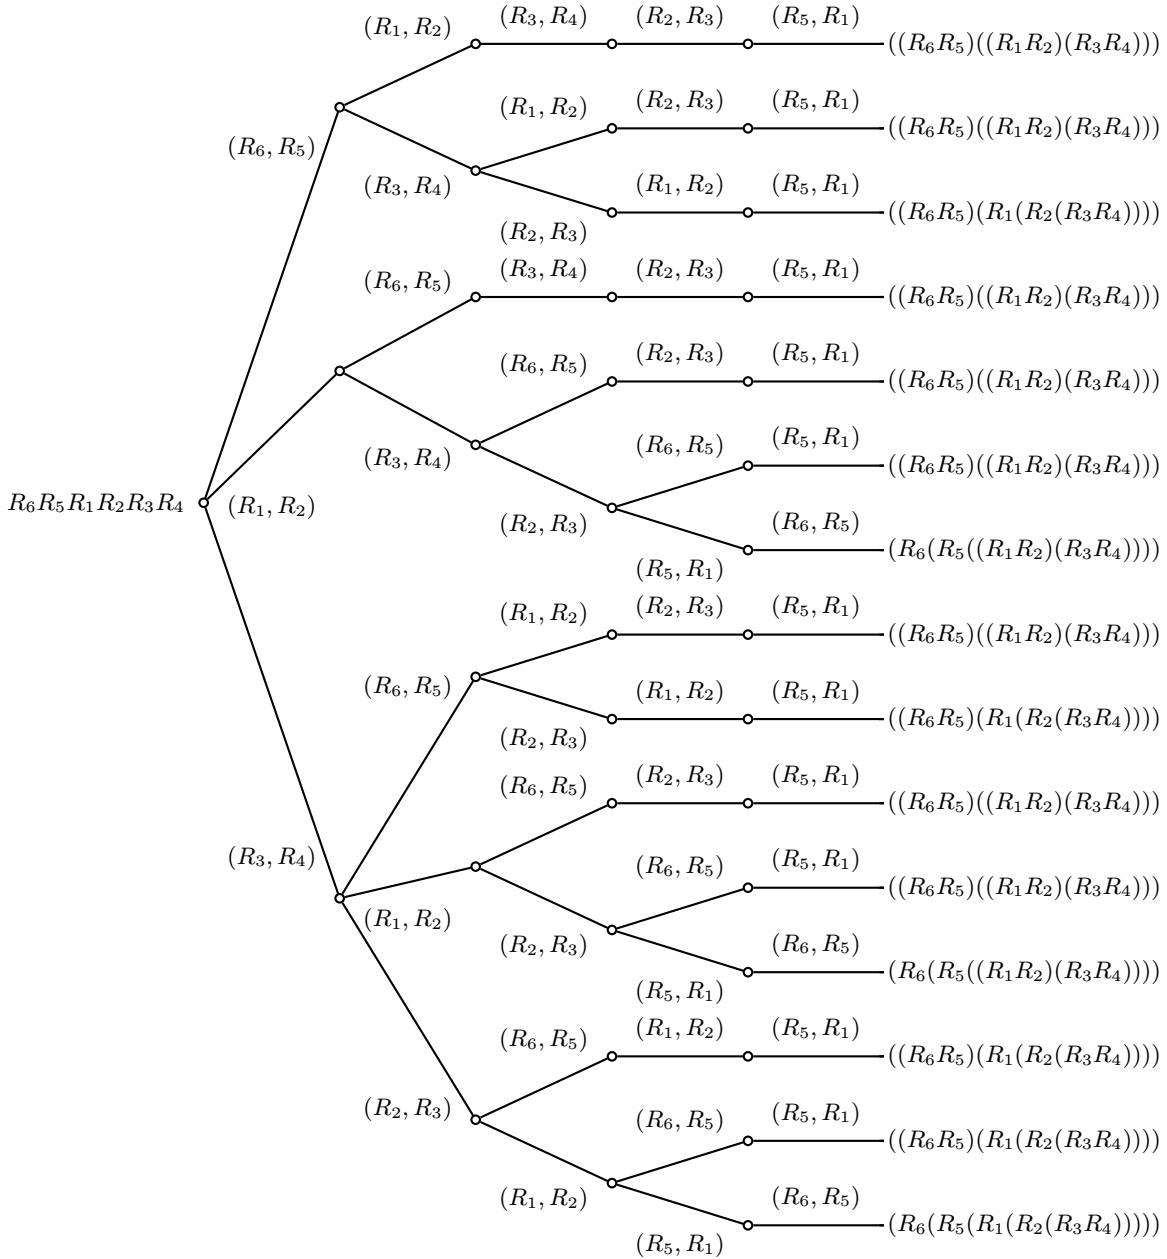 (R₁, R₂) (R₃, R₄) (R₂, R₃) (R₅, R₁)
((R₆R₅)((R₁R₂)(R₃R₄)))
(R₁, R₂) (R₂, R₃) (R₅, R₁)
((R₆R₅)((R₁R₂)(R₃R₄)))
(R₆, R₅)
(R₃, R₄) (R₁, R₂) (R₅, R₁)
((R₆R₅)(R₁(R₂(R₃R₄))))
(R₂, R₃)
(R₆, R₅) (R₃, R₄) (R₂, R₃) (R₅, R₁)
((R₆R₅)((R₁R₂)(R₃R₄)))
(R₆, R₅) (R₂, R₃) (R₅, R₁)
((R₆R₅)((R₁R₂)(R₃R₄)))
(R₃, R₄) (R₆, R₅) (R₅, R₁)
((R₆R₅)((R₁R₂)(R₃R₄)))
R₆R₅R₁R₂R₃R₄ (R₁, R₂)
(R₂, R₃) (R₆, R₅)
(R₆(R₅((R₁R₂)(R₃R₄))))
(R₅, R₁)
(R₁, R₂) (R₂, R₃) (R₅, R₁)
((R₆R₅)((R₁R₂)(R₃R₄)))
(R₆, R₅) (R₁, R₂) (R₅, R₁)
((R₆R₅)(R₁(R₂(R₃R₄))))
(R₂, R₃)
(R₆, R₅) (R₂, R₃) (R₅, R₁)
((R₆R₅)((R₁R₂)(R₃R₄)))
(R₃, R₄) (R₆, R₅) (R₅, R₁)
((R₆R₅)((R₁R₂)(R₃R₄)))
(R₁, R₂) (R₂, R₃) (R₆, R₅)
(R₆(R₅((R₁R₂)(R₃R₄))))
(R₅, R₁)
(R₆, R₅) (R₁, R₂) (R₅, R₁)
((R₆R₅)(R₁(R₂(R₃R₄))))
(R₂, R₃) (R₆, R₅) (R₅, R₁)
((R₆R₅)(R₁(R₂(R₃R₄))))
(R₁, R₂) (R₆, R₅)
(R₆(R₅(R₁(R₂(R₃R₄)))))
(R₅, R₁)